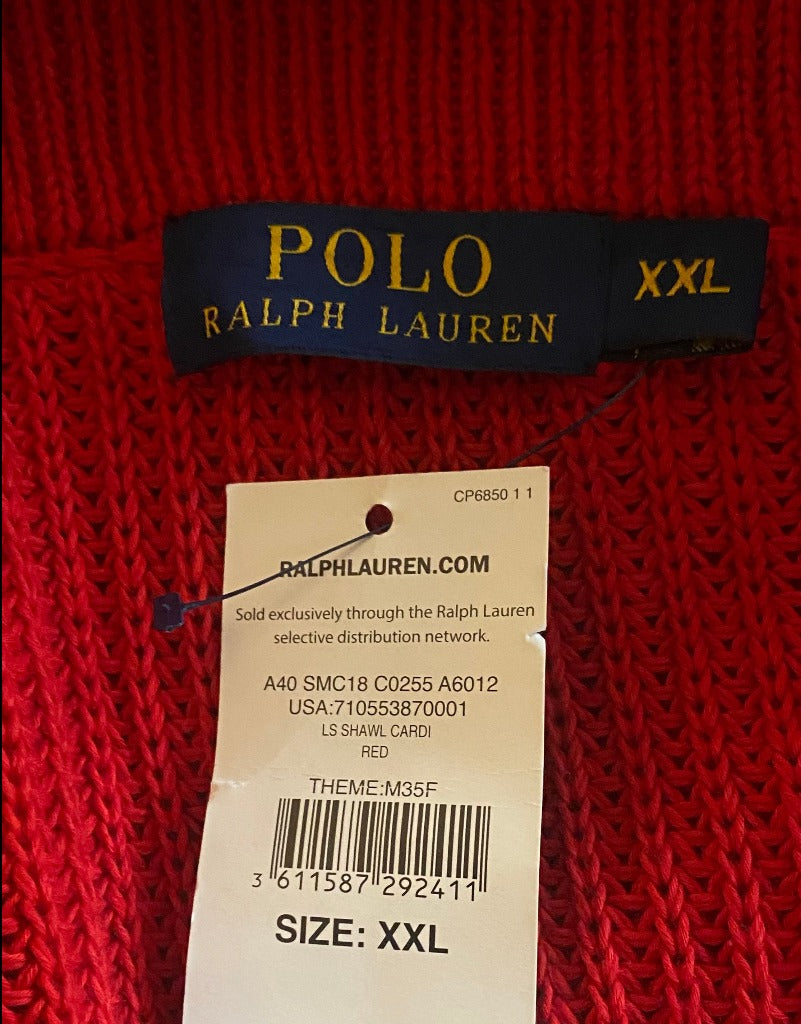 POLO
RALPH LAUREN
XXL
CP6850 1 1
RALPHLAUREN.COM
Sold exclusively through the Ralph Lauren
selective distribution network.
A40 SMC18 C0255 A6012
USA:710553870001
LS SHAWL CARDI
RED
THEME:M35F
3 611587 292411
SIZE: XXL